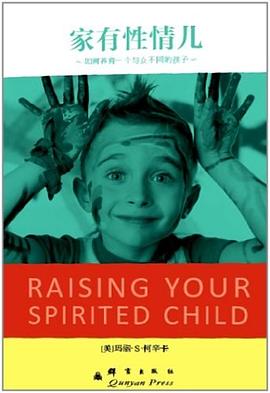 家有性情儿
~如何养育一个与众不同的孩子~
RAISING YOUR
SPIRITED CHILD
[美]玛丽·S·柯辛卡
群言出版社
Qunyan Press